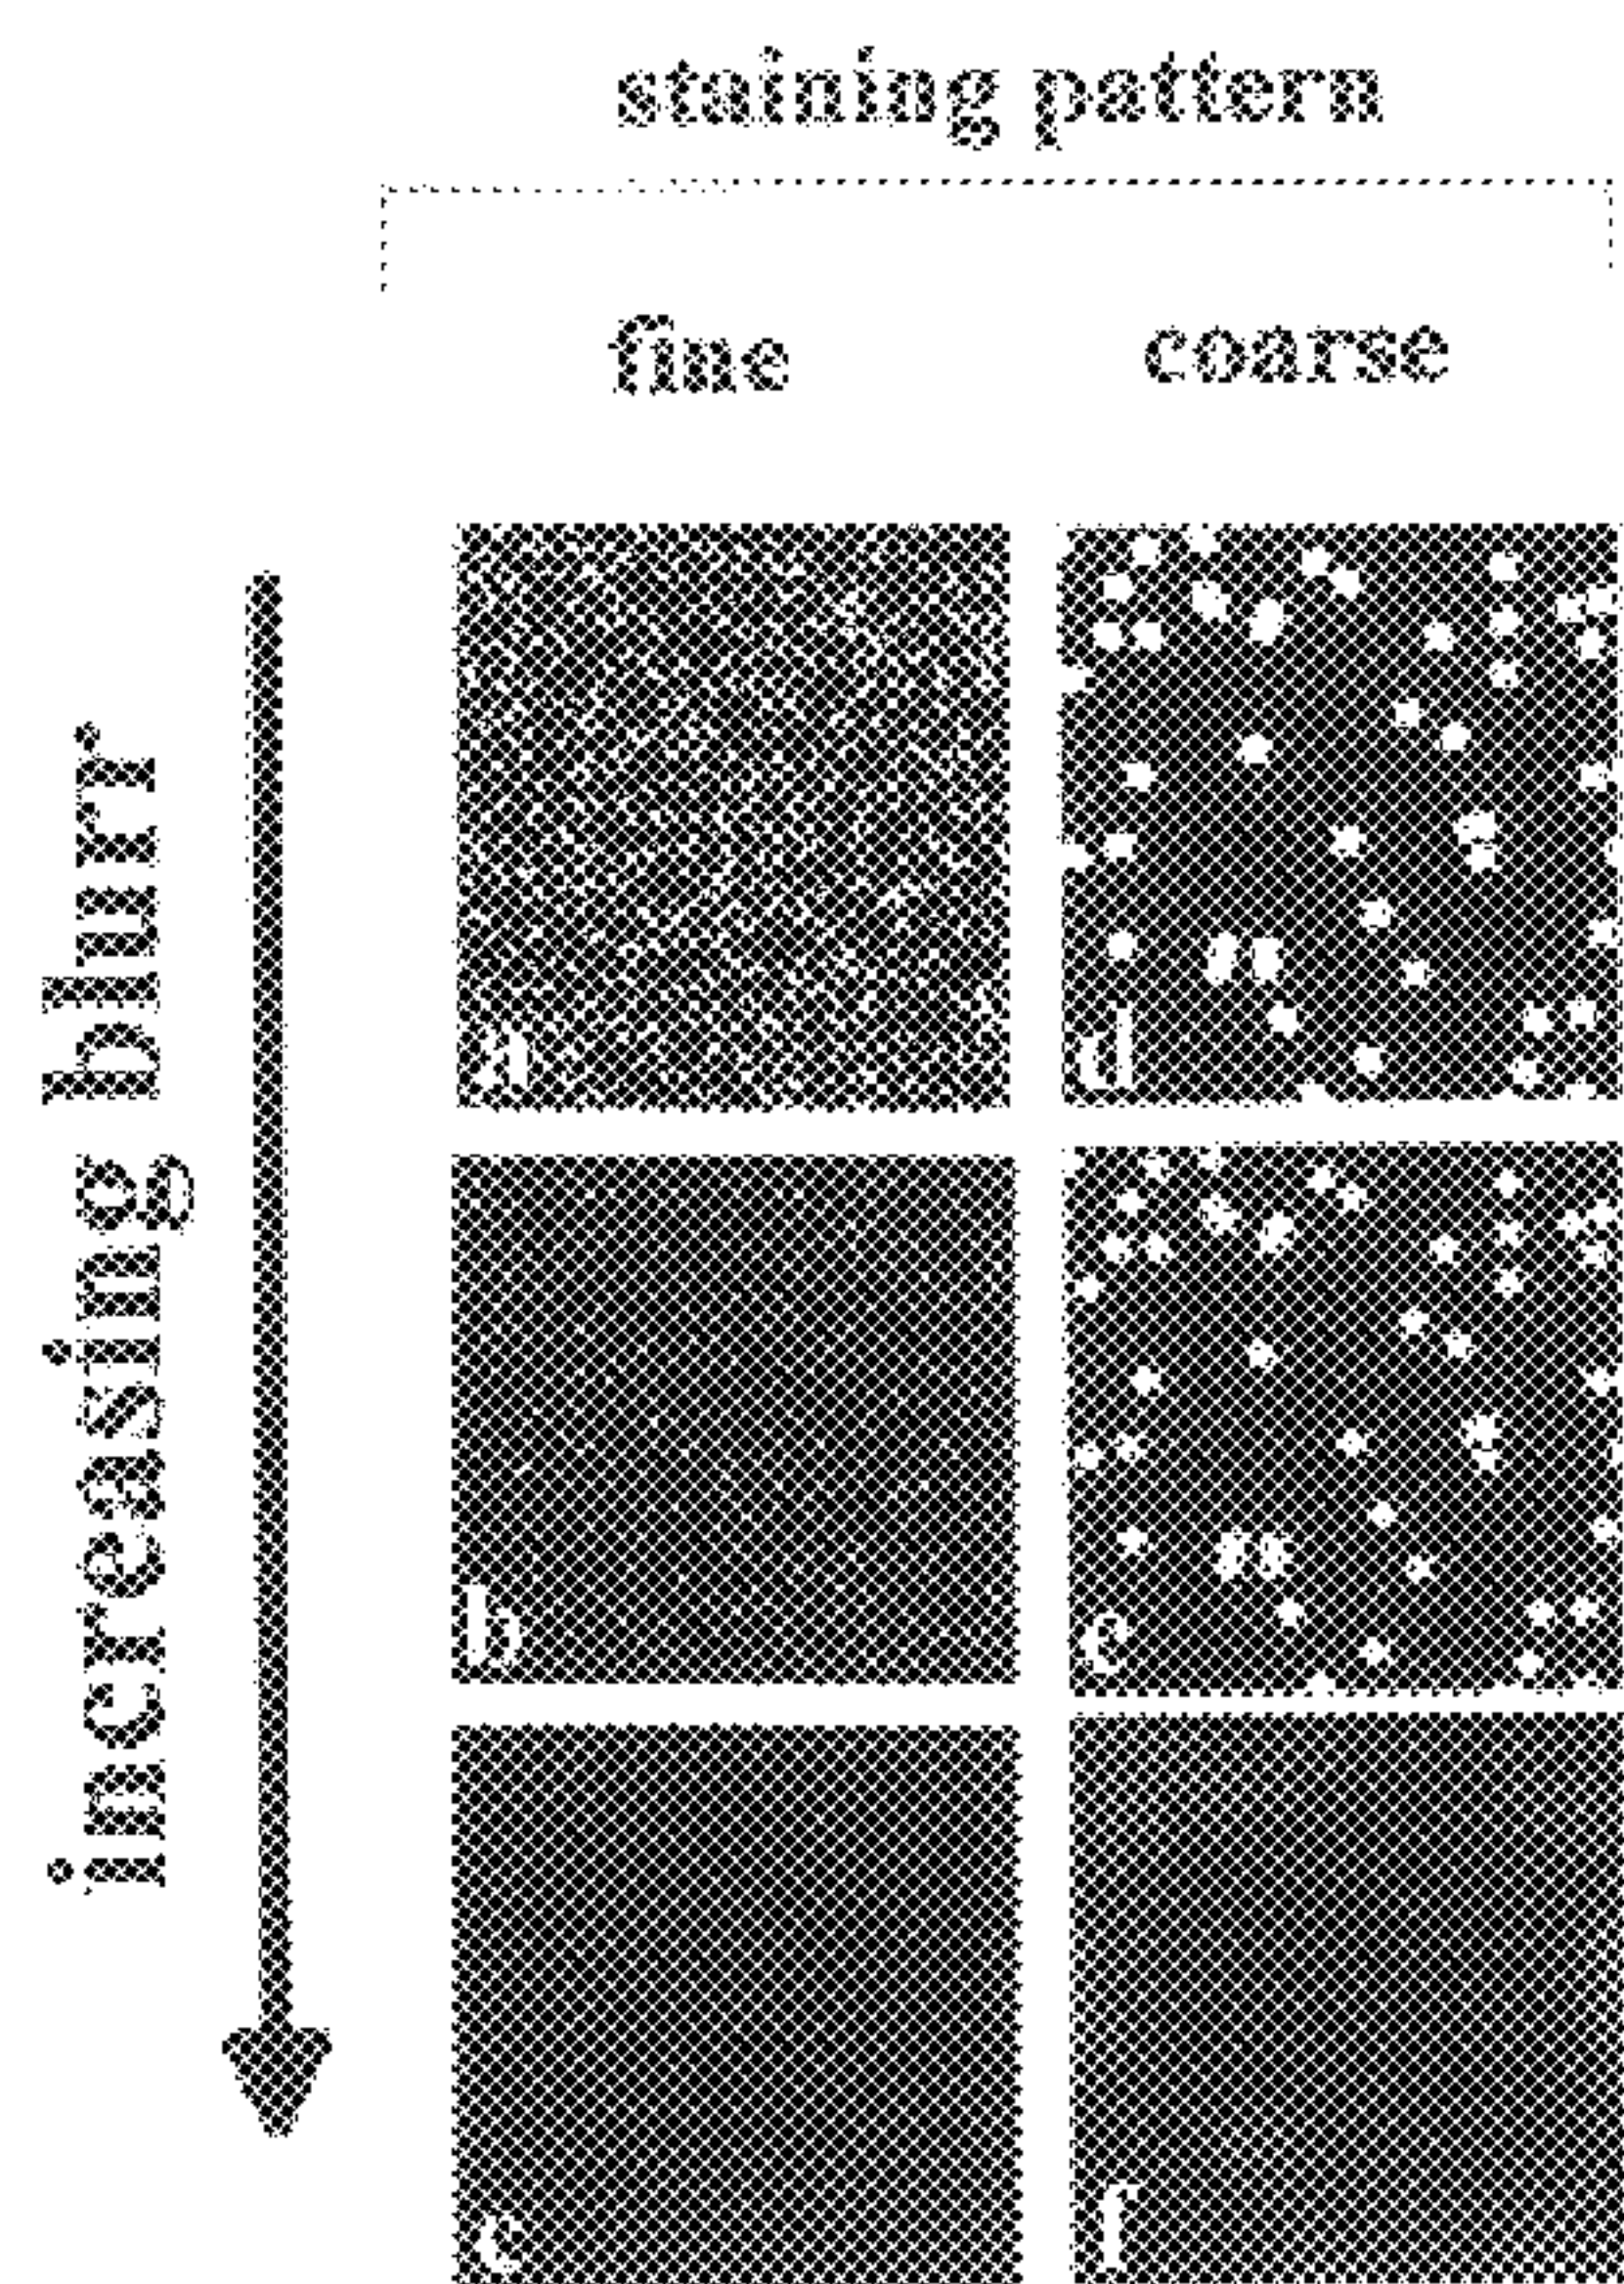 staining pattern
fine
coarse
increasing blurr
a
d
b
e
c
f